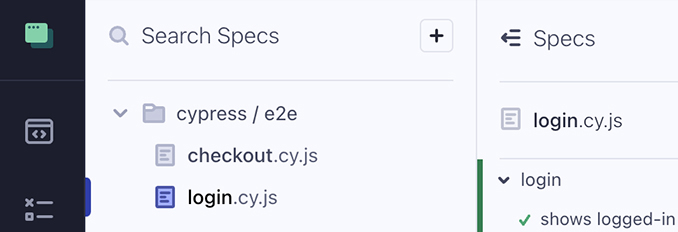 Search Specs
cypress / e2e
checkout.cy.js
login.cy.js
Specs
login.cy.js
login
shows logged-in